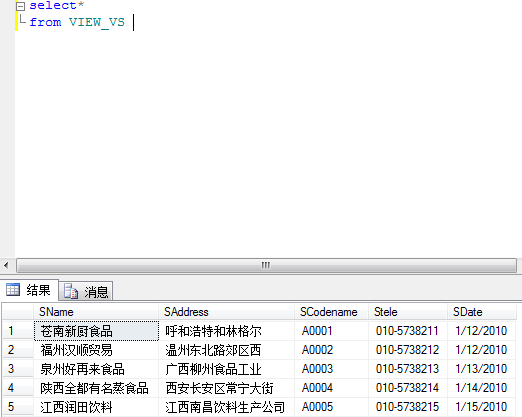 select*
from VIEW_VS
结果 消息
SName SAddress SCodename Stele SDate
1 苍南新厨食品 呼和浩特和林格尔 A0001 010-5738211 1/12/2010
2 福州汉顺贸易 温州东北路郊区西 A0002 010-5738212 1/12/2010
3 泉州好再来食品 广西柳州食品工业 A0003 010-5738213 1/13/2010
4 陕西全都有名蒸食品 西安长安区常宁大街 A0004 010-5738214 1/14/2010
5 江西润田饮料 江西南昌饮料生产公司 A0005 010-5738215 1/15/2010